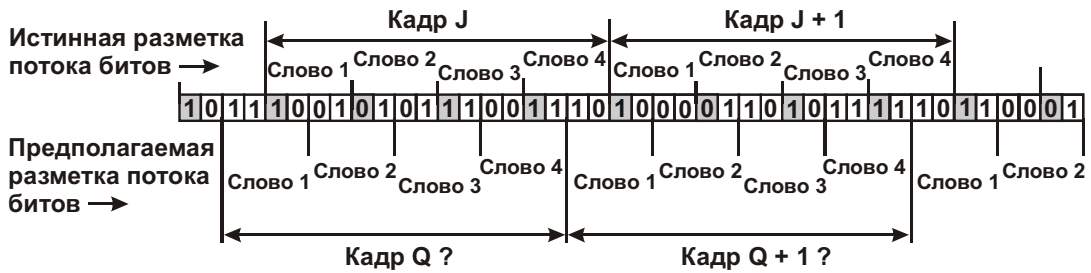 Кадр J Кадр J + 1
Истинная разметка
потока битов
Слово 1 Слово 2 Слово 3 Слово 4 Слово 1 Слово 2 Слово 3 Слово 4
1 0 1 1 1 0 0 1 0 1 0 1 1 1 0 0 1 1 1 0 1 0 0 0 0 1 1 0 1 0 1 1 1 1 1 0 1 1 0 0 0 1
Предполагаемая
разметка потока
битов
Слово 1 Слово 2 Слово 3 Слово 4 Слово 1 Слово 2 Слово 3 Слово 4 Слово 1 Слово 2
Кадр Q ? Кадр Q + 1 ?